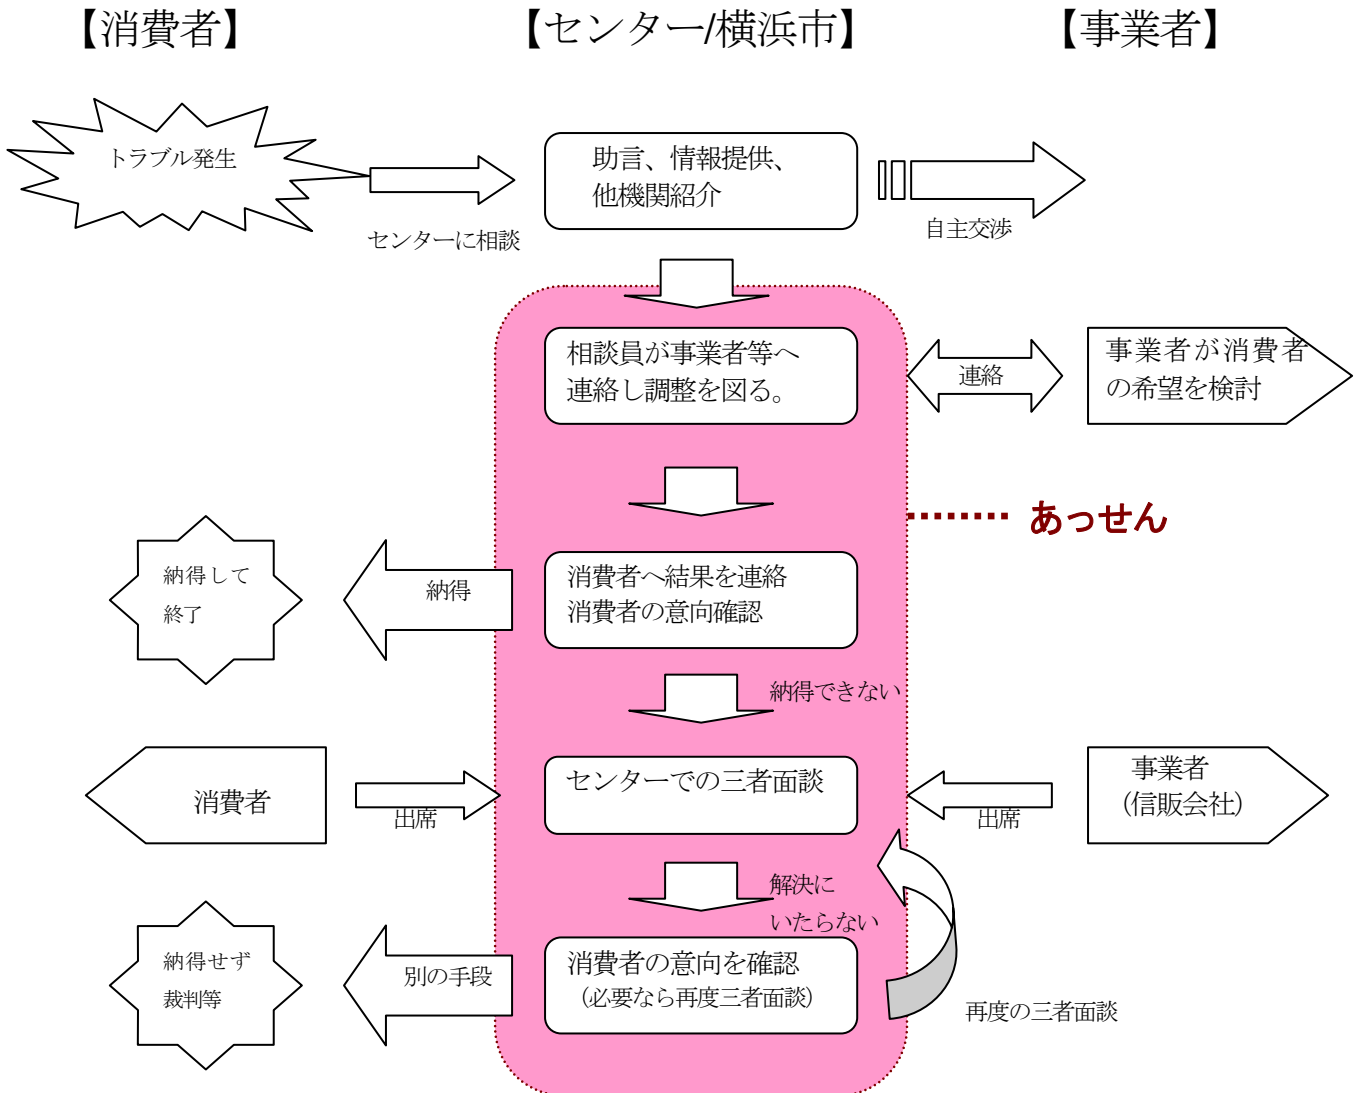 【消費者】
【センター/横浜市】
【事業者】
トラブル発生
センターに相談
助言、情報提供、
他機関紹介
自主交渉
相談員が事業者等へ
連絡し調整を図る。
連絡
事業者が消費者
の希望を検討
あっせん
納得して
終了
納得
消費者へ結果を連絡
消費者の意向確認
納得できない
消費者
出席
センターでの三者面談
出席
事業者
（信販会社）
解決に
いたらない
納得せず
裁判等
別の手段
消費者の意向を確認
（必要なら再度三者面談）
再度の三者面談